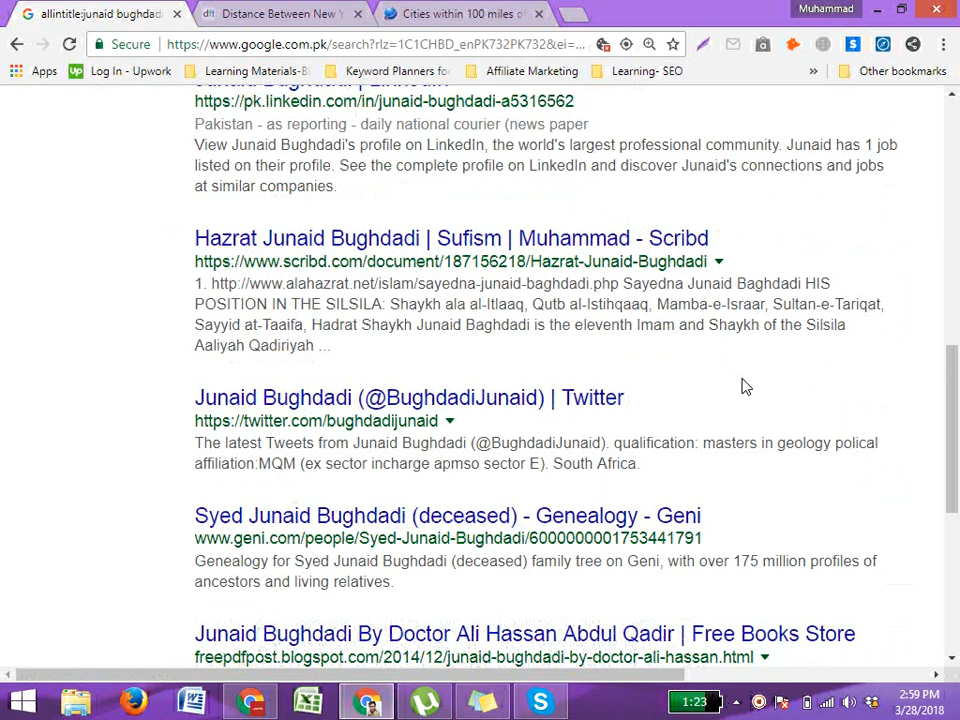 allintitle:junaid bughdad
Distance Between New Y
Cities within 100 miles of
Muhammad
Secure
https://www.google.com.pk/search?rlz=1C1CHBD_enPK732PK732&ei=...
Apps
Up Log In - Upwork
Learning Materials-B
Keyword Planners fo
Affiliate Marketing
Learning- SEO
»
Other bookmarks
https://pk.linkedin.com/in/junaid-bughdadi-a5316562
Pakistan - as reporting - daily national courier (news paper
View Junaid Bughdadi's profile on LinkedIn, the world's largest professional community. Junaid has 1 job
listed on their profile. See the complete profile on LinkedIn and discover Junaid's connections and jobs
at similar companies.
Hazrat Junaid Bughdadi | Sufism | Muhammad - Scribd
https://www.scribd.com/document/187156218/Hazrat-Junaid-Bughdadi
1. http://www.alahazrat.net/islam/sayedna-junaid-baghdadi.php Sayedna Junaid Baghdadi HIS
POSITION IN THE SILSILA: Shaykh ala al-Itlaaq, Qutb al-Istihqaaq, Mamba-e-Israar, Sultan-e-Tariqat,
Sayyid at-Taaifa, Hadrat Shaykh Junaid Baghdadi is the eleventh Imam and Shaykh of the Silsila
Aaliyah Qadiriyah ...
Junaid Bughdadi (@BughdadiJunaid) | Twitter
https://twitter.com/bughdadijunaid
The latest Tweets from Junaid Bughdadi (@BughdadiJunaid). qualification: masters in geology polical
affiliation:MQM (ex sector incharge apmso sector E). South Africa.
Syed Junaid Bughdadi (deceased) - Genealogy - Geni
www.geni.com/people/Syed-Junaid-Bughdadi/6000000001753441791
Genealogy for Syed Junaid Bughdadi (deceased) family tree on Geni, with over 175 million profiles of
ancestors and living relatives.
Junaid Bughdadi By Doctor Ali Hassan Abdul Qadir | Free Books Store
freepdfpost.blogspot.com/2014/12/junaid-bughdadi-by-doctor-ali-hassan.html
1:23
2:59 PM
3/28/2018